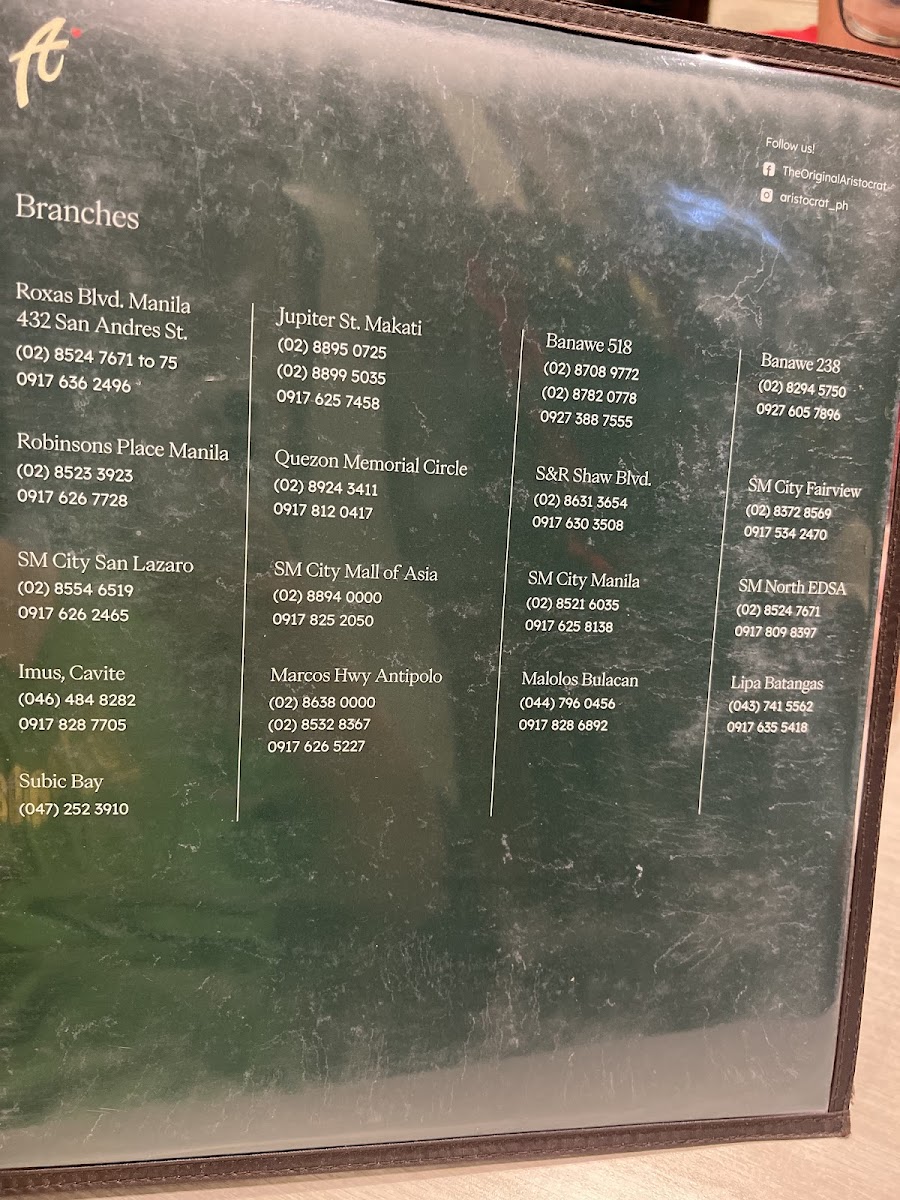 At
Follow us!
TheOriginalAristocrat
aristocrat_ph
Branches
Roxas Blvd. Manila
432 San Andres St.
(02) 8524 7671 to 75
0917 636 2496
Robinsons Place Manila
(02) 8523 3923
0917 626 7728
SM City San Lazaro
(02) 8554 6519
0917 626 2465
Imus, Cavite
(046) 484 8282
0917 828 7705
Subic Bay
(047) 252 3910
Jupiter St. Makati
(02) 8895 0725
(02) 8899 5035
0917 625 7458
Quezon Memorial Circle
(02) 8924 3411
0917 812 0417
SM City Mall of Asia
(02) 8894 0000
0917 825 2050
Marcos Hwy Antipolo
(02) 8638 0000
(02) 8532 8367
0917 626 5227
Banawe 518
(02) 8708 9772
(02) 8782 0778
0927 388 7555
S&R Shaw Blvd.
(02) 8631 3654
0917 630 3508
SM City Manila
(02) 8521 6035
0917 625 8138
Malolos Bulacan
(044) 796 0456
0917 828 6892
Banawe 238
(02) 8294 5750
0927 605 7896
SM City Fairview
(02) 8372 8569
0917 534 2470
SM North EDSA
(02) 8524 7671
0917 809 8397
Lipa Batangas
(043) 741 5562
0917 635 5418